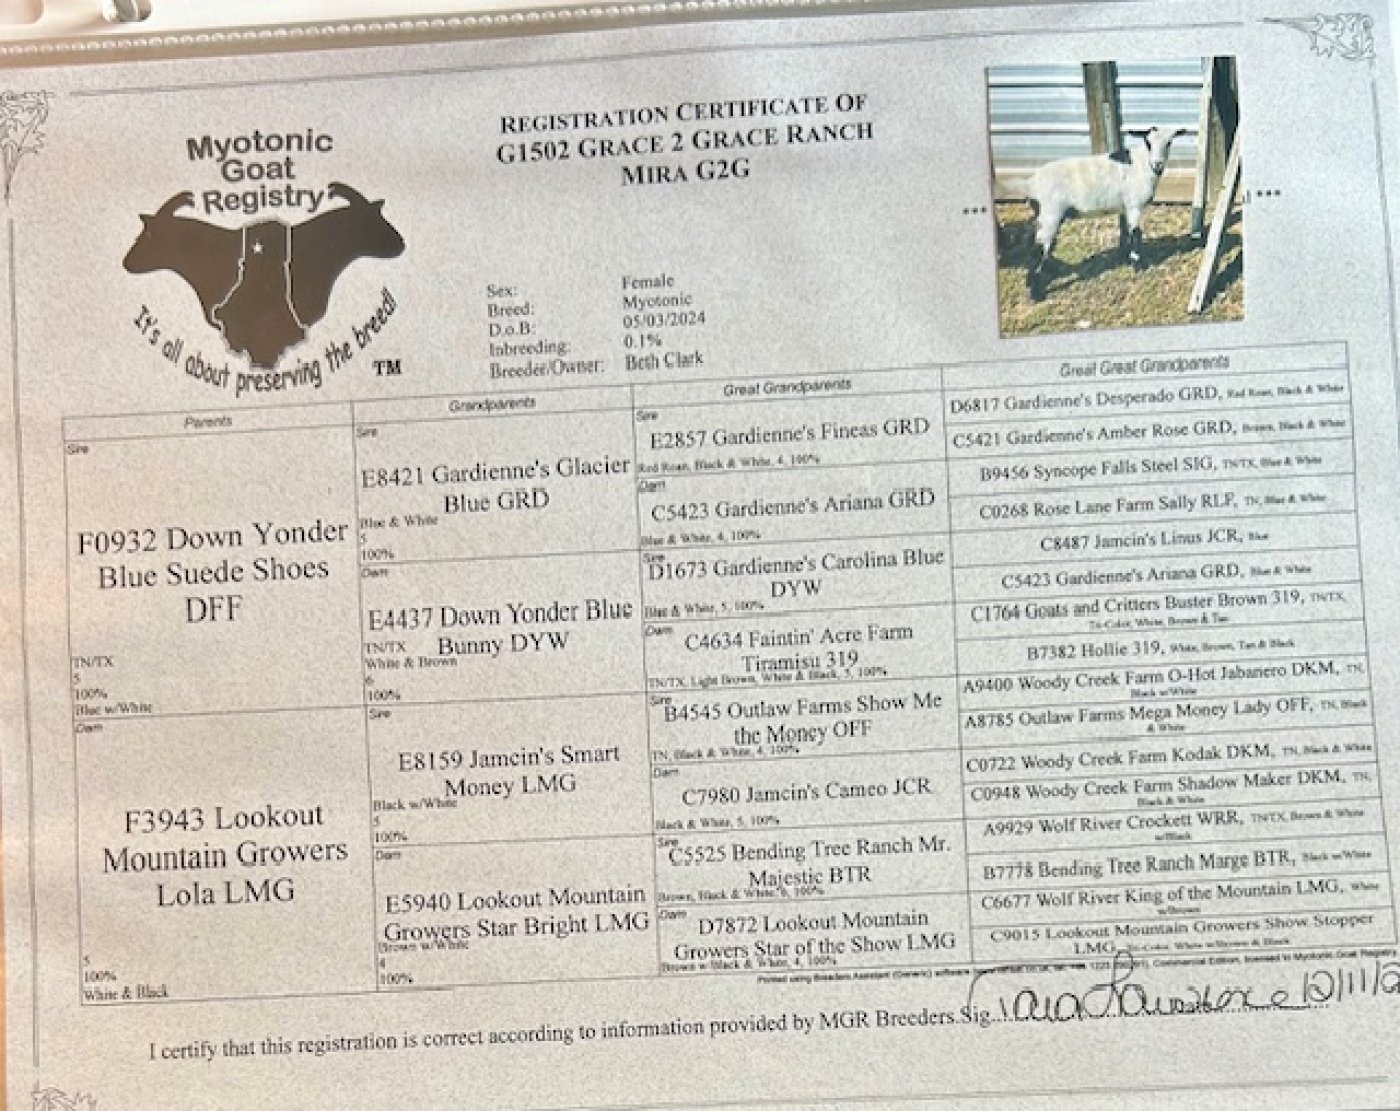 Myotonic
Goat
Registry
It's all about preserving the breed!
TM
REGISTRATION CERTIFICATE OF
G1502 GRACE 2 GRACE RANCH
MIRA G2G
***
***
Sex: Female
Breed: Myotonic
D.o.B: 05/03/2024
Inbreeding: 0.1%
Breeder/Owner: Beth Clark
Parents
Grandparents
Great Grandparents
Great Great Grandparents
Sire
F0932 Down Yonder
Blue Suede Shoes
DFF
TN/TX
5
100%
Blue w/White
Dam
F3943 Lookout
Mountain Growers
Lola LMG
5
100%
White & Black
Sire
E8421 Gardienne's Glacier
Blue GRD
Blue & White
5
100%
Dam
E4437 Down Yonder Blue
Bunny DYW
TN/TX
White & Brown
6
100%
Sire
E8159 Jamcin's Smart
Money LMG
Black w/White
5
100%
Dam
E5940 Lookout Mountain
Growers Star Bright LMG
Brown w/White
4
100%
Sire
E2857 Gardienne's Fineas GRD
Red Roan, Black & White, 4, 100%
Dam
C5423 Gardienne's Ariana GRD
Blue & White, 4, 100%
Sire
D1673 Gardienne's Carolina Blue
DYW
Blue & White, 5, 100%
Dam
C4634 Faintin' Acre Farm
Tiramisu 319
TN/TX, Light Brown, White & Black, 5, 100%
Sire
B4545 Outlaw Farms Show Me
the Money OFF
TN, Black & White, 4, 100%
Dam
C7980 Jamcin's Cameo JCR
Black & White, 5, 100%
Sire
C5525 Bending Tree Ranch Mr.
Majestic BTR
Brown, Black & White, 6, 100%
Dam
D7872 Lookout Mountain
Growers Star of the Show LMG
Brown w/Black & White, 4, 100%
D6817 Gardienne's Desperado GRD, Red Roan, Black & White
C5421 Gardienne's Amber Rose GRD, Brown, Black & White
B9456 Syncope Falls Steel SIG, TN/TX, Blue & White
C0268 Rose Lane Farm Sally RLF, TN, Blue & White
C8487 Jamcin's Linus JCR, Blue
C5423 Gardienne's Ariana GRD, Blue & White
C1764 Goats and Critters Buster Brown 319, TN/TX,
Tri-Color, White, Brown & Tan
B7382 Hollie 319, White, Brown, Tan & Black
A9400 Woody Creek Farm O-Hot Jabanero DKM, TN,
Black w/White
A8785 Outlaw Farms Mega Money Lady OFF, TN, Black
& White
C0722 Woody Creek Farm Kodak DKM, TN, Black & White
C0948 Woody Creek Farm Shadow Maker DKM, TN,
Black & White
A9929 Wolf River Crockett WRR, TN/TX, Brown & White
w/Black
B7778 Bending Tree Ranch Marge BTR, Black w/White
C6677 Wolf River King of the Mountain LMG, White
w/Brown
C9015 Lookout Mountain Growers Show Stopper
LMG, Tri-Color, White w/Brown & Black
Printed using Breeders Assistant (Generic) software
Commercial Edition, licensed to Myotonic Goat Registry
I certify that this registration is correct according to information provided by MGR Breeders.Sig